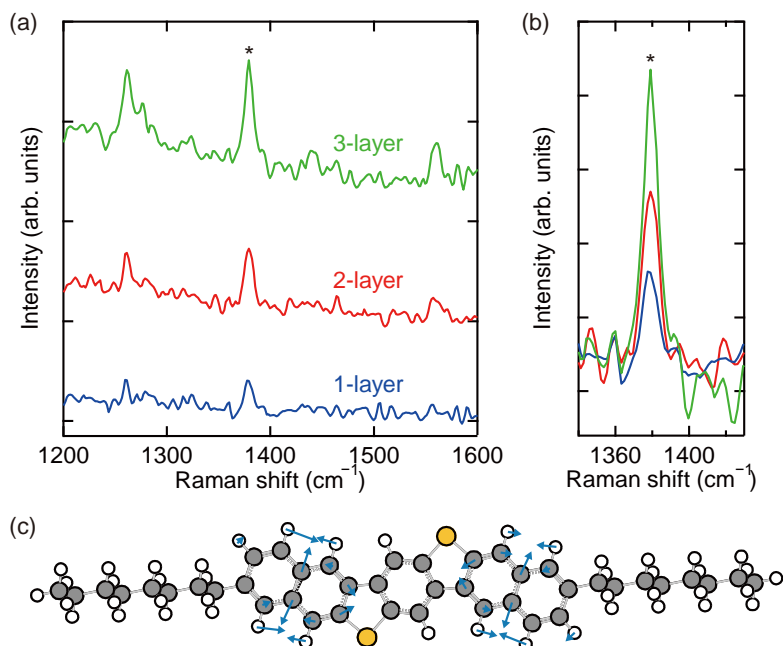 (a)
(b)
*
*
3-layer
2-layer
1-layer
Intensity (arb. units)
Intensity (arb. units)
1200 1300 1400 1500 1600
1360 1400
Raman shift (cm⁻¹)
Raman shift (cm⁻¹)
(c)